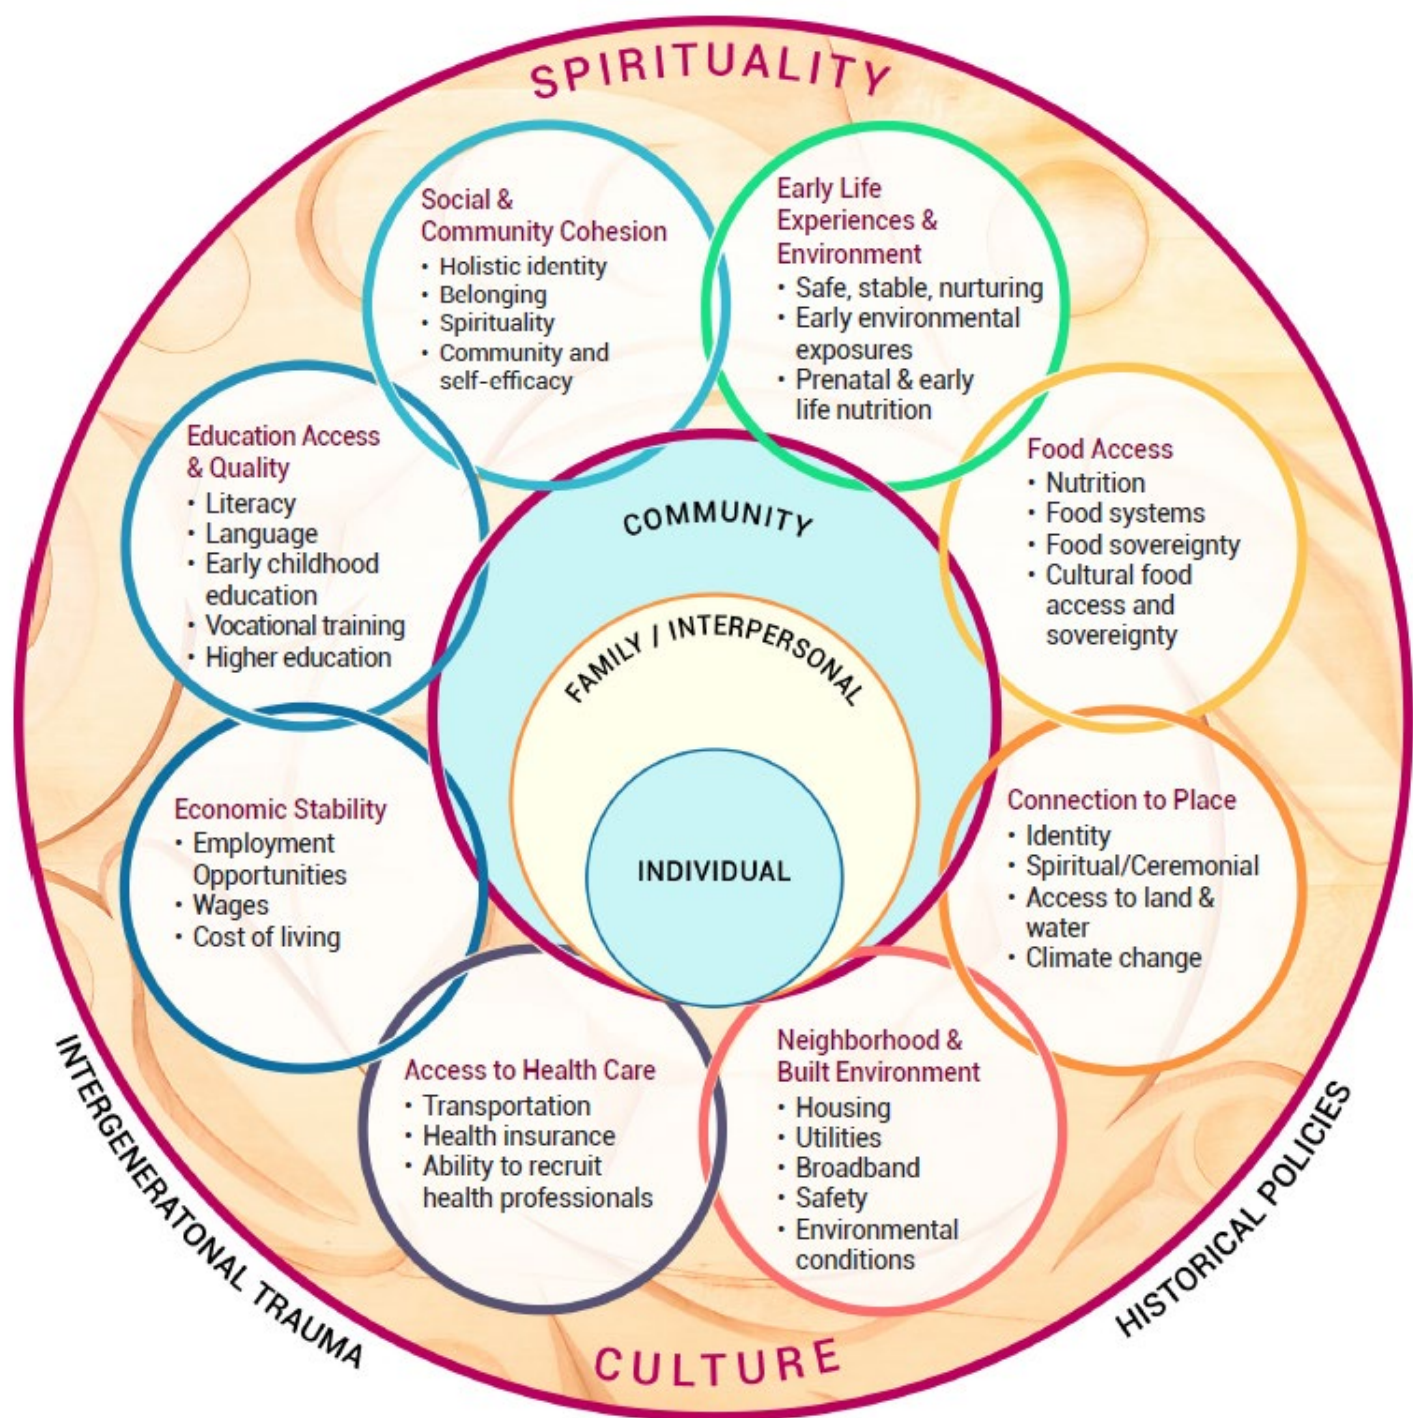 SPIRITUALITY
Social &
Community Cohesion
• Holistic identity
• Belonging
• Spirituality
• Community and
self-efficacy
Early Life
Experiences &
Environment
• Safe, stable, nurturing
• Early environmental
exposures
• Prenatal & early
life nutrition
Education Access
& Quality
• Literacy
• Language
• Early childhood
education
• Vocational training
• Higher education
Food Access
• Nutrition
• Food systems
• Food sovereignty
• Cultural food
access and
sovereignty
COMMUNITY
FAMILY / INTERPERSONAL
INDIVIDUAL
Economic Stability
• Employment
Opportunities
• Wages
• Cost of living
Connection to Place
• Identity
• Spiritual/Ceremonial
• Access to land &
water
• Climate change
Access to Health Care
• Transportation
• Health insurance
• Ability to recruit
health professionals
Neighborhood &
Built Environment
• Housing
• Utilities
• Broadband
• Safety
• Environmental
conditions
INTERGENERATONAL TRAUMA
HISTORICAL POLICIES
CULTURE